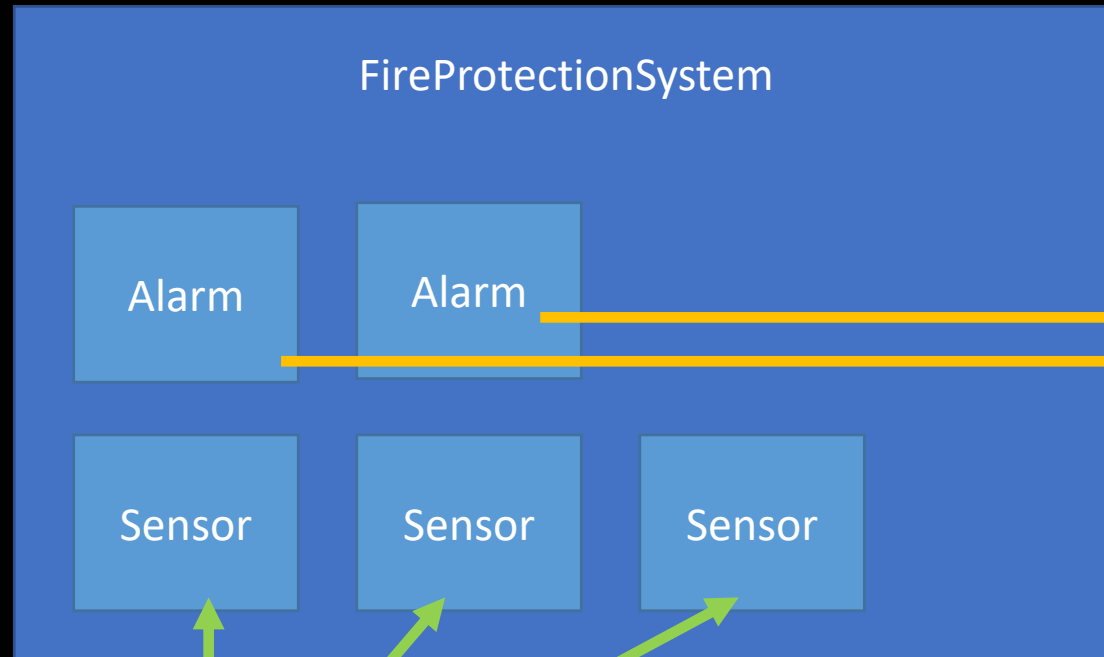 FireProtectionSystem
Alarm
Alarm
Sensor
Sensor
Sensor